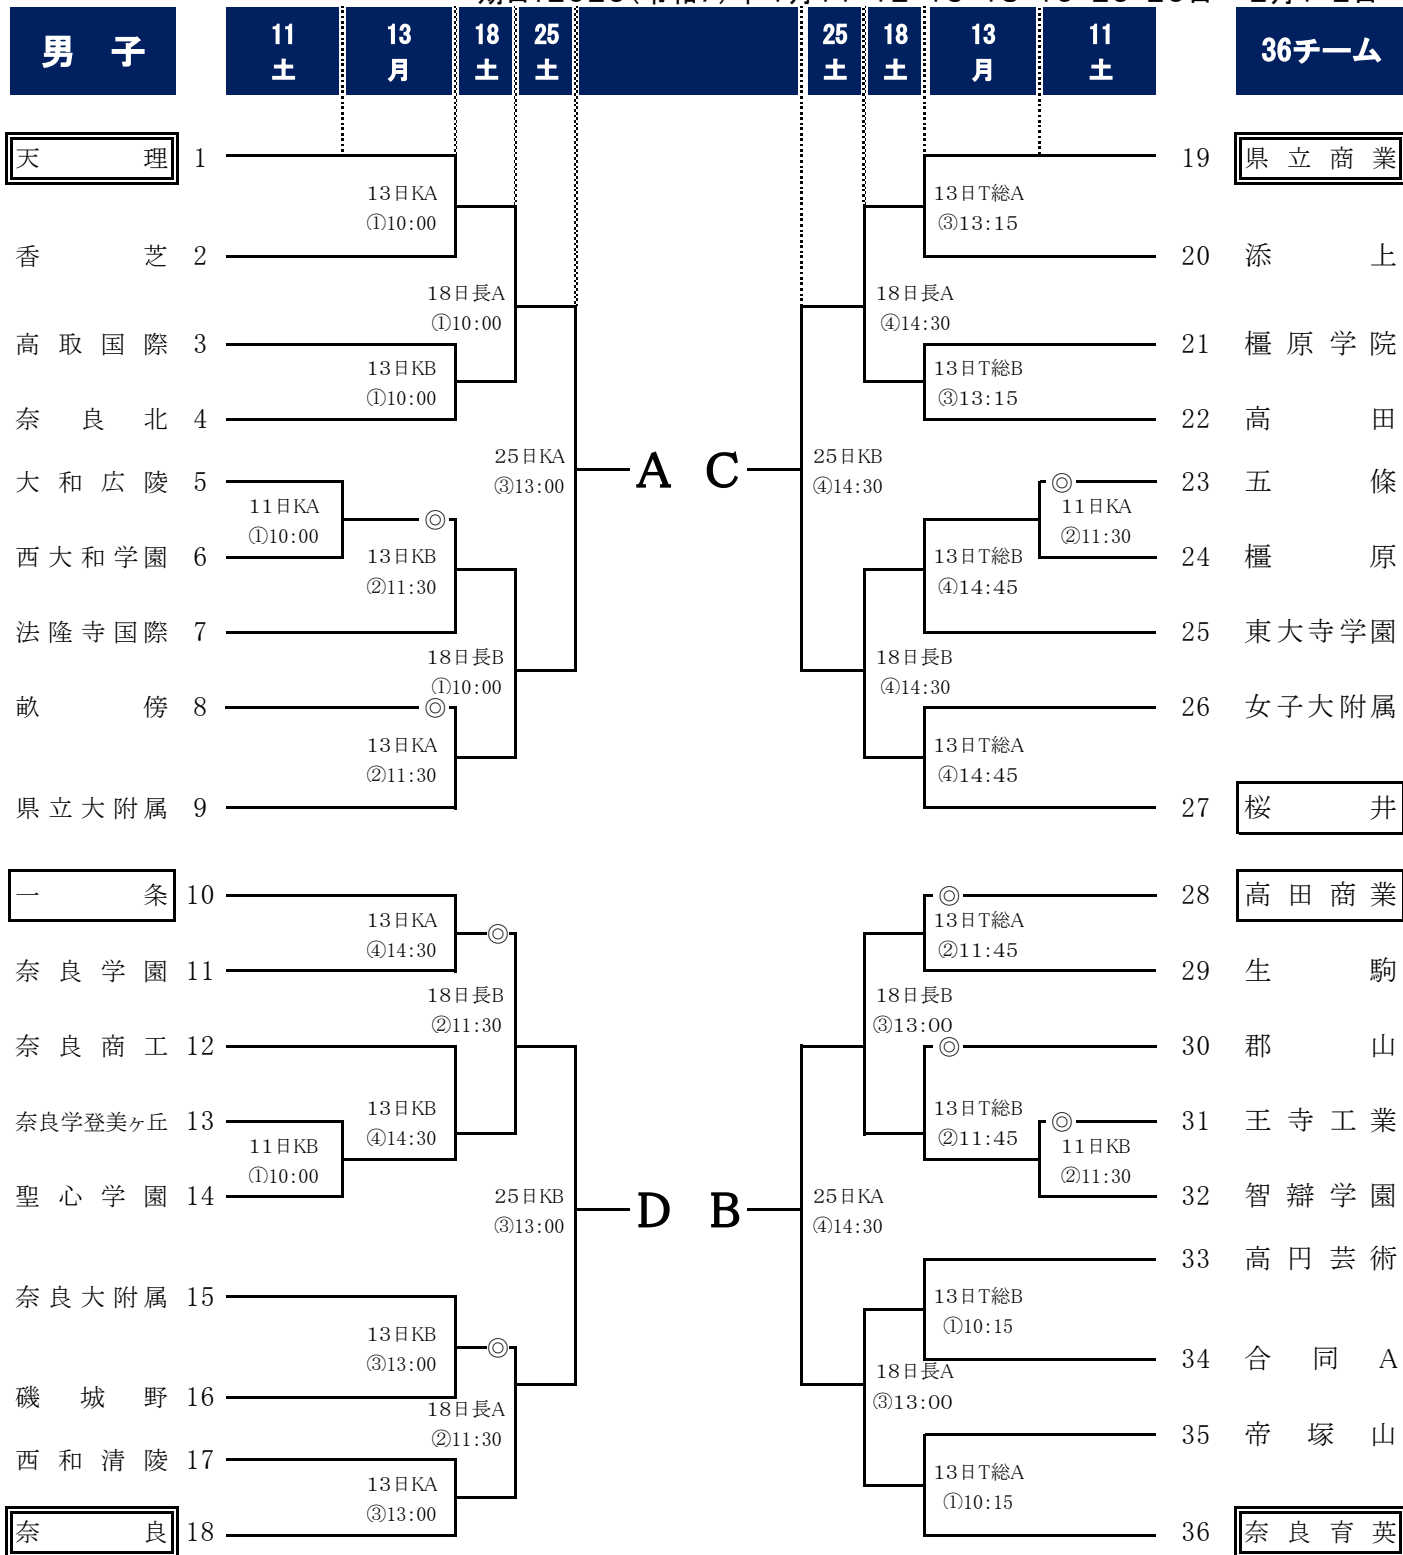 男子
11 土
13 月
18 土
25 土
25 土
18 土
13 月
11 土
36チーム
天理 1
13日KA
①10:00
香芝 2
18日長A
①10:00
高取国際 3
13日KB
①10:00
奈良北 4
25日KA
③13:00
A
大和広陵 5
11日KA
①10:00
◎
西大和学園 6
13日KB
②11:30
法隆寺国際 7
18日長B
①10:00
畝傍 8
◎
13日KA
②11:30
県立大附属 9
一条 10
13日KA
④14:30
◎
奈良学園 11
18日長B
②11:30
奈良商工 12
13日KB
④14:30
奈良学登美ヶ丘 13
11日KB
①10:00
聖心学園 14
25日KB
③13:00
D
奈良大附属 15
13日KB
③13:00
◎
磯城野 16
18日長A
②11:30
西和清陵 17
13日KA
③13:00
奈良 18
19 県立商業
13日T総A
③13:15
20 添上
18日長A
④14:30
21 橿原学院
13日T総B
③13:15
22 高田
C
25日KB
④14:30
◎
23 五條
11日KA
②11:30
24 橿原
13日T総B
④14:45
25 東大寺学園
18日長B
④14:30
26 女子大附属
13日T総A
④14:45
27 桜井
◎
28 高田商業
13日T総A
②11:45
29 生駒
18日長B
③13:00
◎
30 郡山
13日T総B
②11:45
◎
31 王寺工業
11日KB
②11:30
32 智辯学園
B
25日KA
④14:30
33 高円芸術
13日T総B
①10:15
34 合同A
18日長A
③13:00
35 帝塚山
13日T総A
①10:15
36 奈良育英